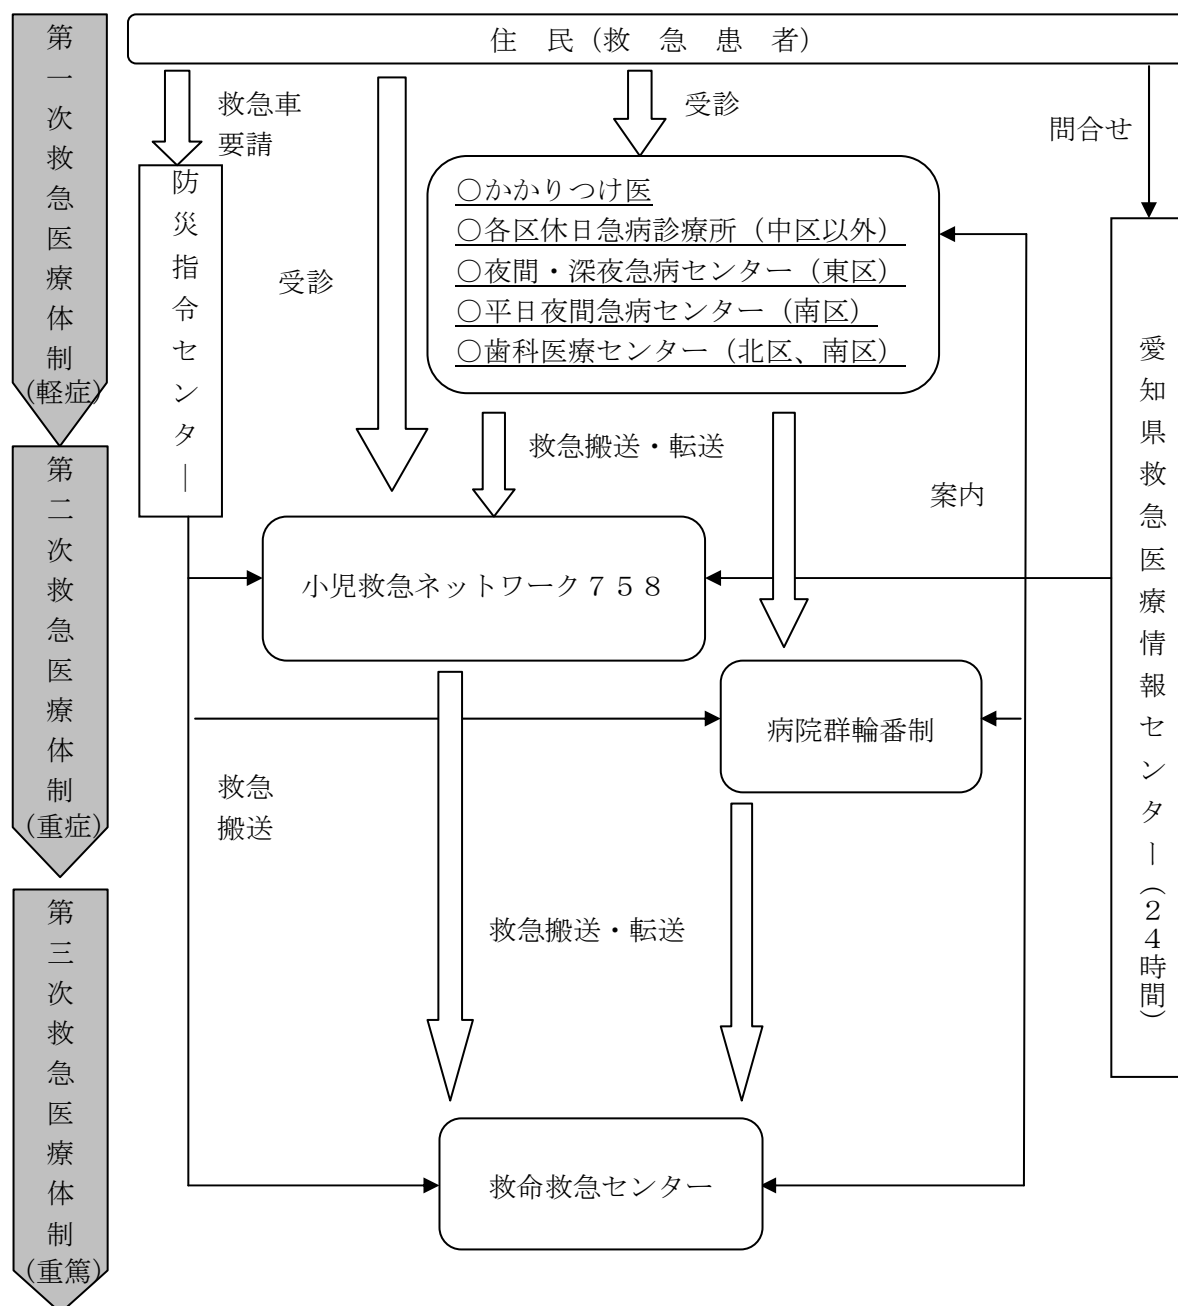 住　民（救　急　患　者）
第一次救急医療体制
(軽症)
救急車
要請
受診
受診
問合せ
防災指令センター
○かかりつけ医
○各区休日急病診療所（中区以外）
○夜間・深夜急病センター（東区）
○平日夜間急病センター（南区）
○歯科医療センター（北区、南区）
愛知県救急医療情報センター（２４時間）
救急搬送・転送
案内
第二次救急医療体制
(重症)
小児救急ネットワーク７５８
病院群輪番制
救急
搬送
第三次救急医療体制
(重篤)
救急搬送・転送
救命救急センター